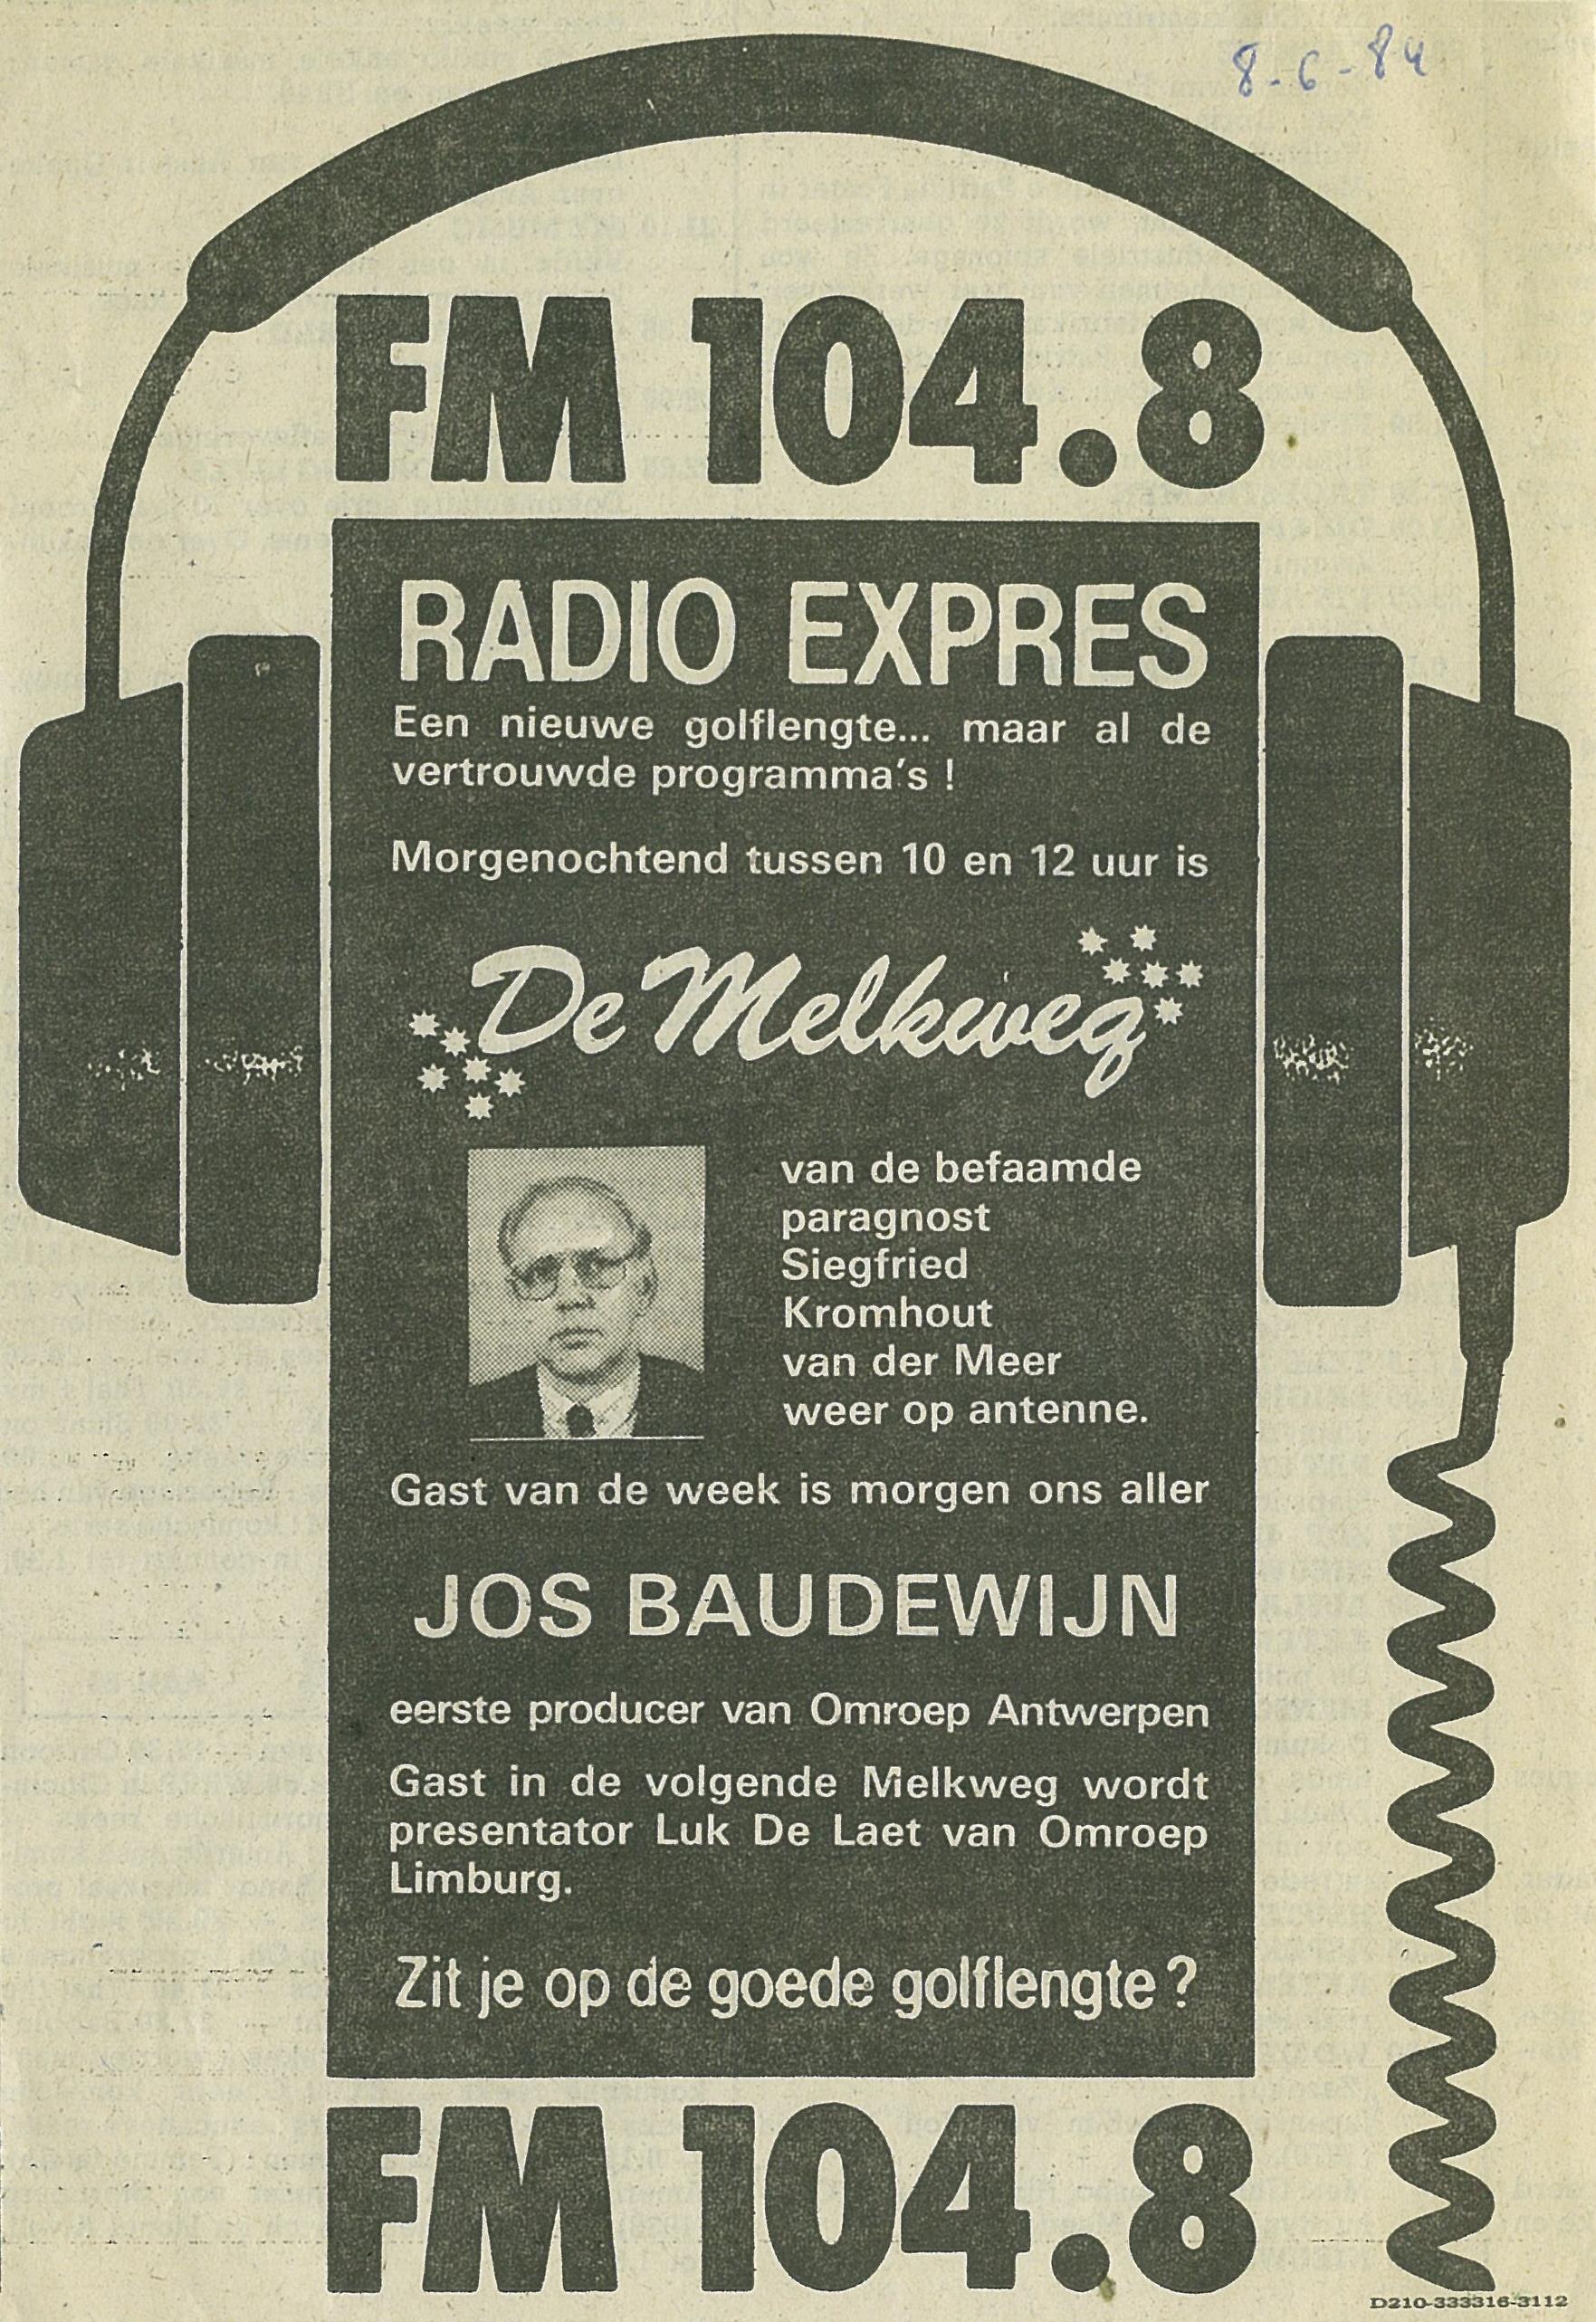 8-6-84
FM 104.8
RADIO EXPRES
Een nieuwe golflengte... maar al de
vertrouwde programma's !
Morgenochtend tussen 10 en 12 uur is
De Melkweg
van de befaamde
paragnost
Siegfried
Kromhout
van der Meer
weer op antenne.
Gast van de week is morgen ons aller
JOS BAUDEWIJN
eerste producer van Omroep Antwerpen
Gast in de volgende Melkweg wordt
presentator Luk De Laet van Omroep
Limburg.
Zit je op de goede golflengte ?
FM 104.8
D210-333316-3112